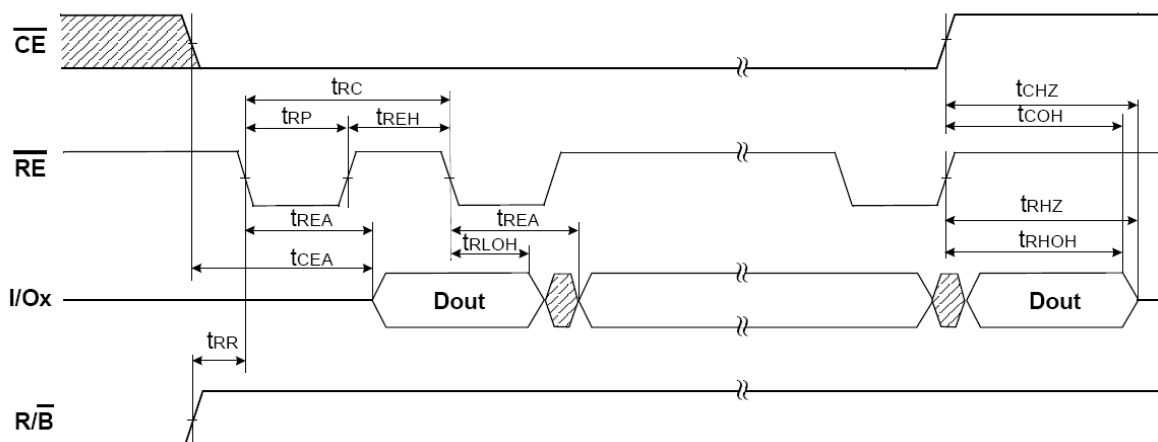 CE
tRC
tCHZ
tRP
tREH
tCOH
RE
tREA
tREA
tRHZ
tRLOH
tRHOH
tCEA
I/Ox
Dout
Dout
tRR
R/B